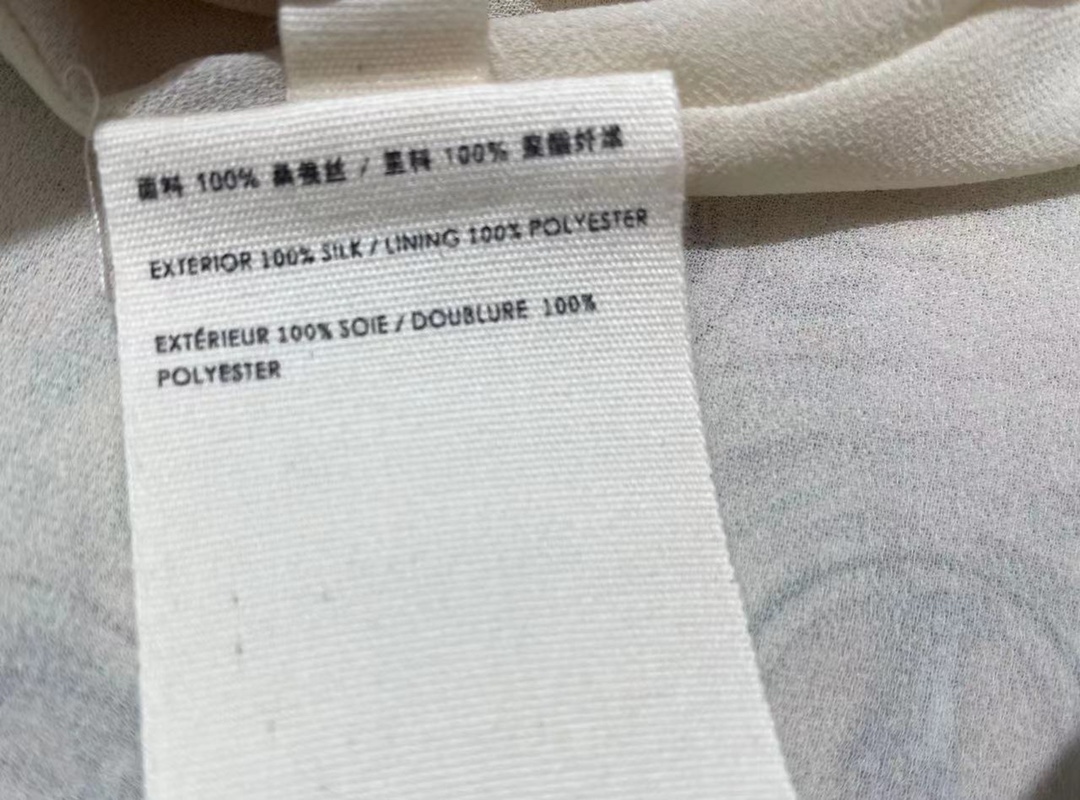 面料 100% 桑蚕丝 / 里料 100% 聚酯纤维
EXTERIOR 100% SILK / LINING 100% POLYESTER
EXTÉRIEUR 100% SOIE / DOUBLURE 100%
POLYESTER